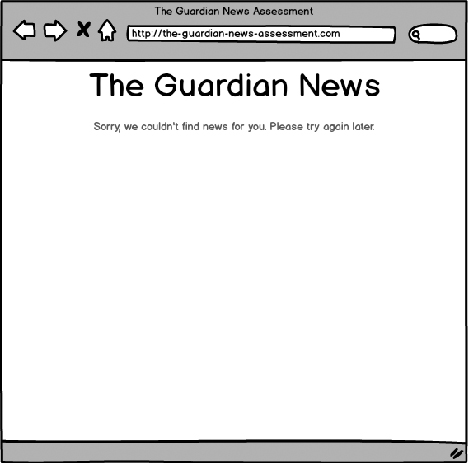 The Guardian News Assessment
http://the-guardian-news-assessment.com
The Guardian News
Sorry, we couldn't find news for you. Please try again later.